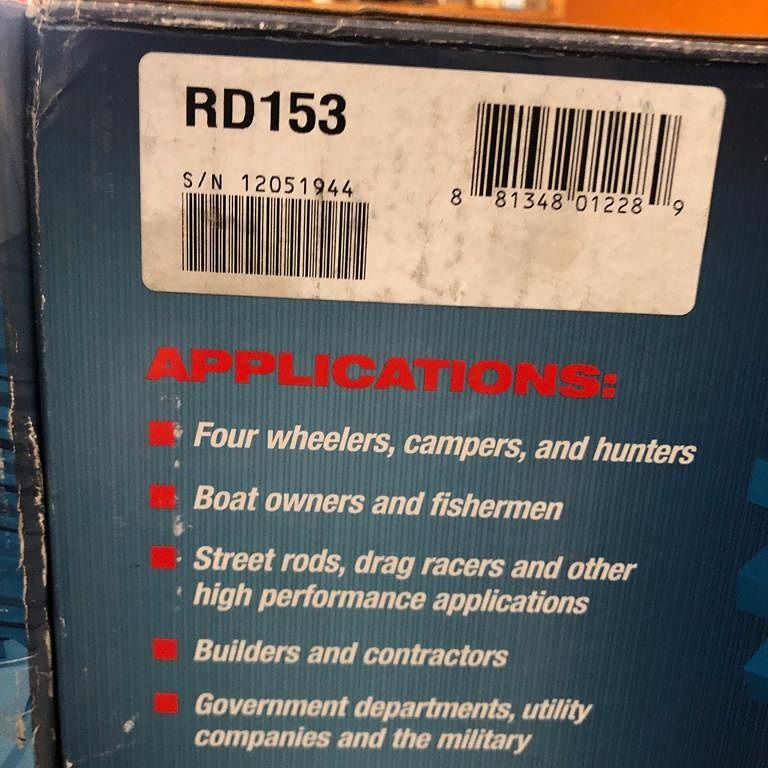 RD153
S/N 12051944
8 81348 01228 9
APPLICATIONS:
Four wheelers, campers, and hunters
Boat owners and fishermen
Street rods, drag racers and other
high performance applications
Builders and contractors
Government departments, utility
companies and the military